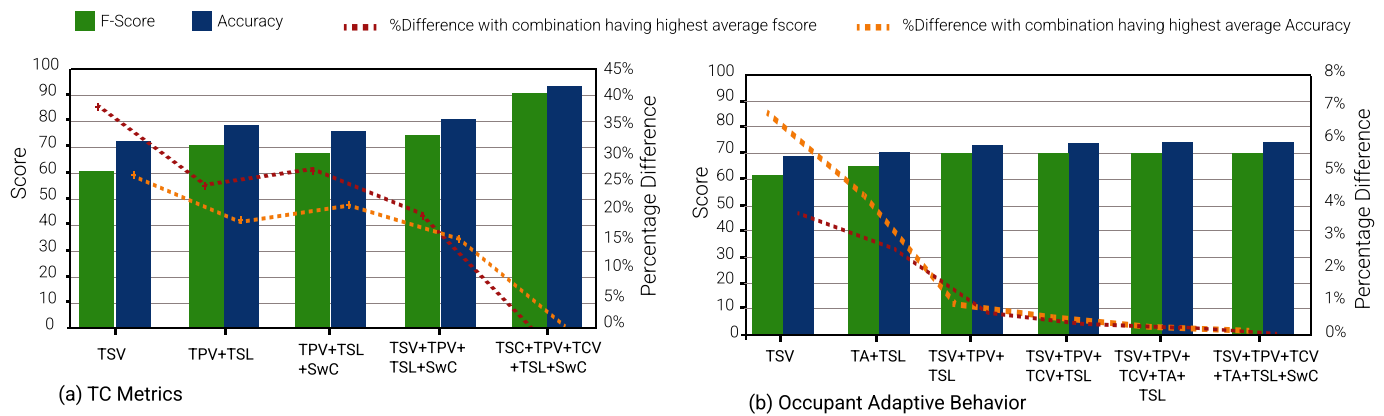 F-Score
Accuracy
%Difference with combination having highest average fscore
%Difference with combination having highest average Accuracy
Score
100
90
80
70
60
50
40
30
20
10
0
45%
40%
35%
30%
25%
20%
15%
10%
5%
0%
Percentage Difference
TSV
TPV+TSL
TPV+TSL
+SwC
TSV+TPV+
TSL+SwC
TSC+TPV+TCV
+TSL+SwC
(a) TC Metrics
Score
100
90
80
70
60
50
40
30
20
10
0
8%
7%
6%
5%
4%
3%
2%
1%
0%
Percentage Difference
TSV
TA+TSL
TSV+TPV+
TSL
TSV+TPV+
TCV+TSL
TSV+TPV+
TCV+TA+
TSL
TSV+TPV+TCV
+TA+TSL+SwC
(b) Occupant Adaptive Behavior